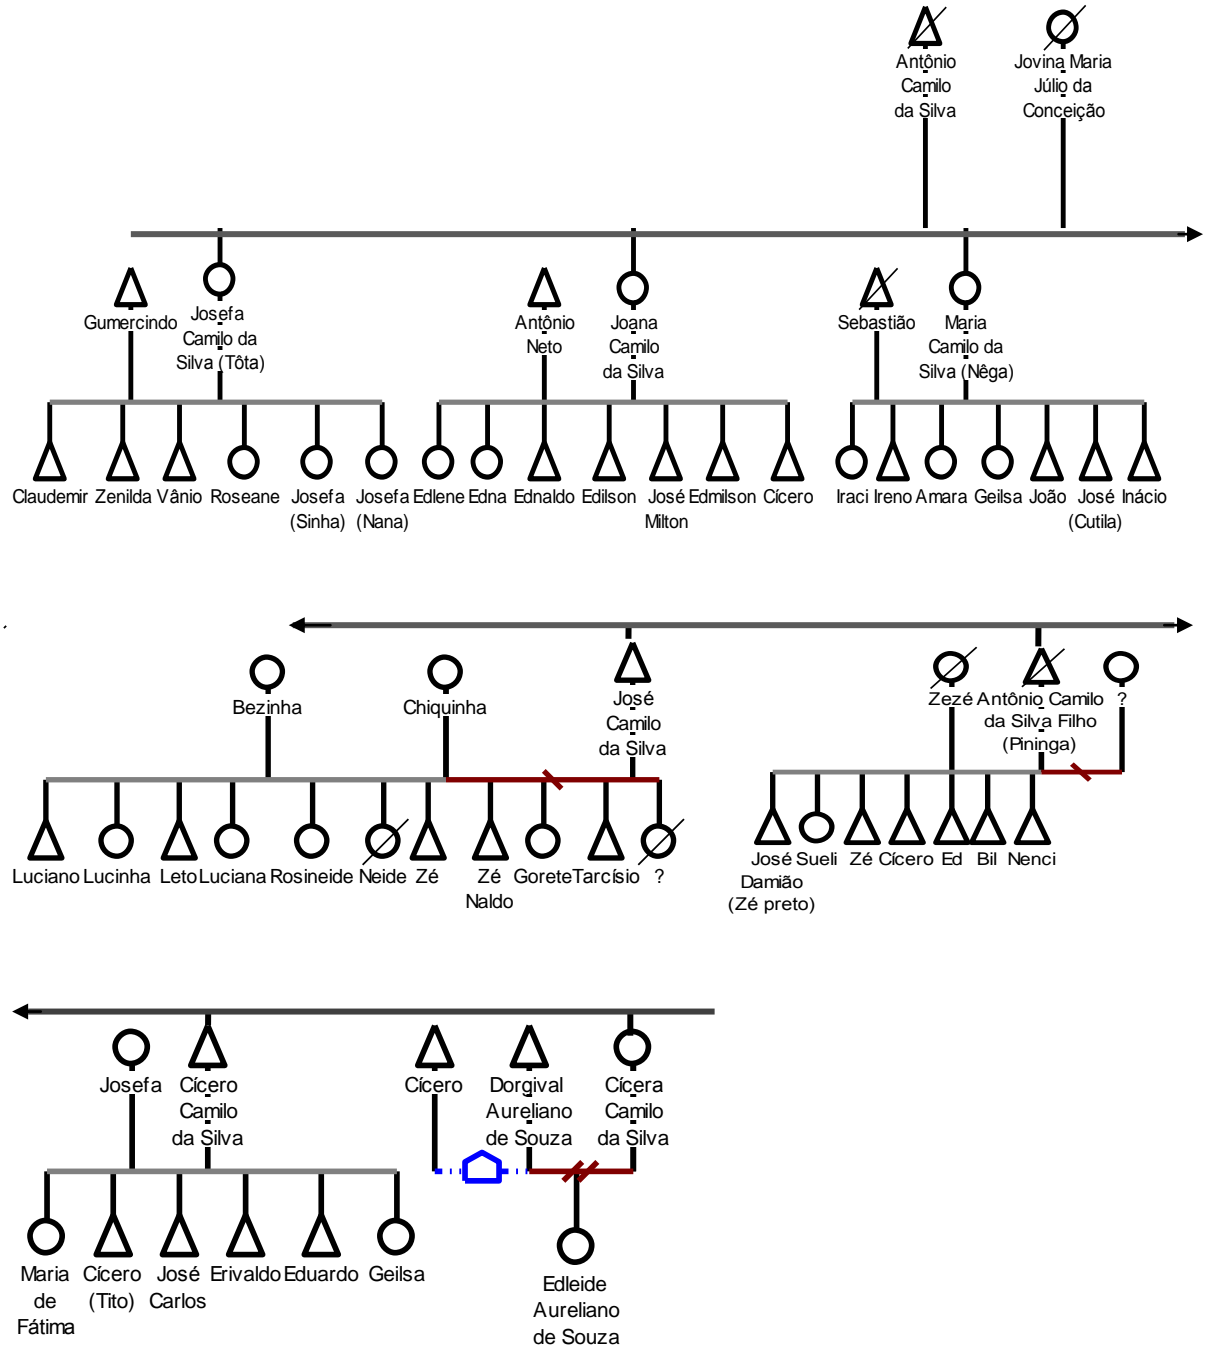 Antônio
Camilo
da Silva
Jovina Maria
Júlio da
Conceição
Gumercindo
Josefa
Camilo da
Silva (Tôta)
Antônio
Neto
Joana
Camilo
da Silva
Sebastião
Maria
Camilo da
Silva (Nêga)
Claudemir
Zenilda
Vânio
Roseane
Josefa
(Sinha)
Josefa
(Nana)
Edlene
Edna
Ednaldo
Edilson
José
Milton
Edmilson
Cícero
Iraci
Ireno
Amara
Geilsa
João
José
(Cutila)
Inácio
Bezinha
Chiquinha
José
Camilo
da Silva
Zezé
Antônio Camilo
da Silva Filho
(Pininga)
?
Luciano
Lucinha
Leto
Luciana
Rosineide
Neide
Zé
Zé
Naldo
Gorete
Tarcísio
?
José
Damião
(Zé preto)
Sueli
Zé
Cícero
Ed
Bil
Nenci
Josefa
Cícero
Camilo
da Silva
Cícero
Dorgival
Aureliano
de Souza
Cícera
Camilo
da Silva
Maria
de
Fátima
Cícero
(Tito)
José
Carlos
Erivaldo
Eduardo
Geilsa
Edleide
Aureliano
de Souza